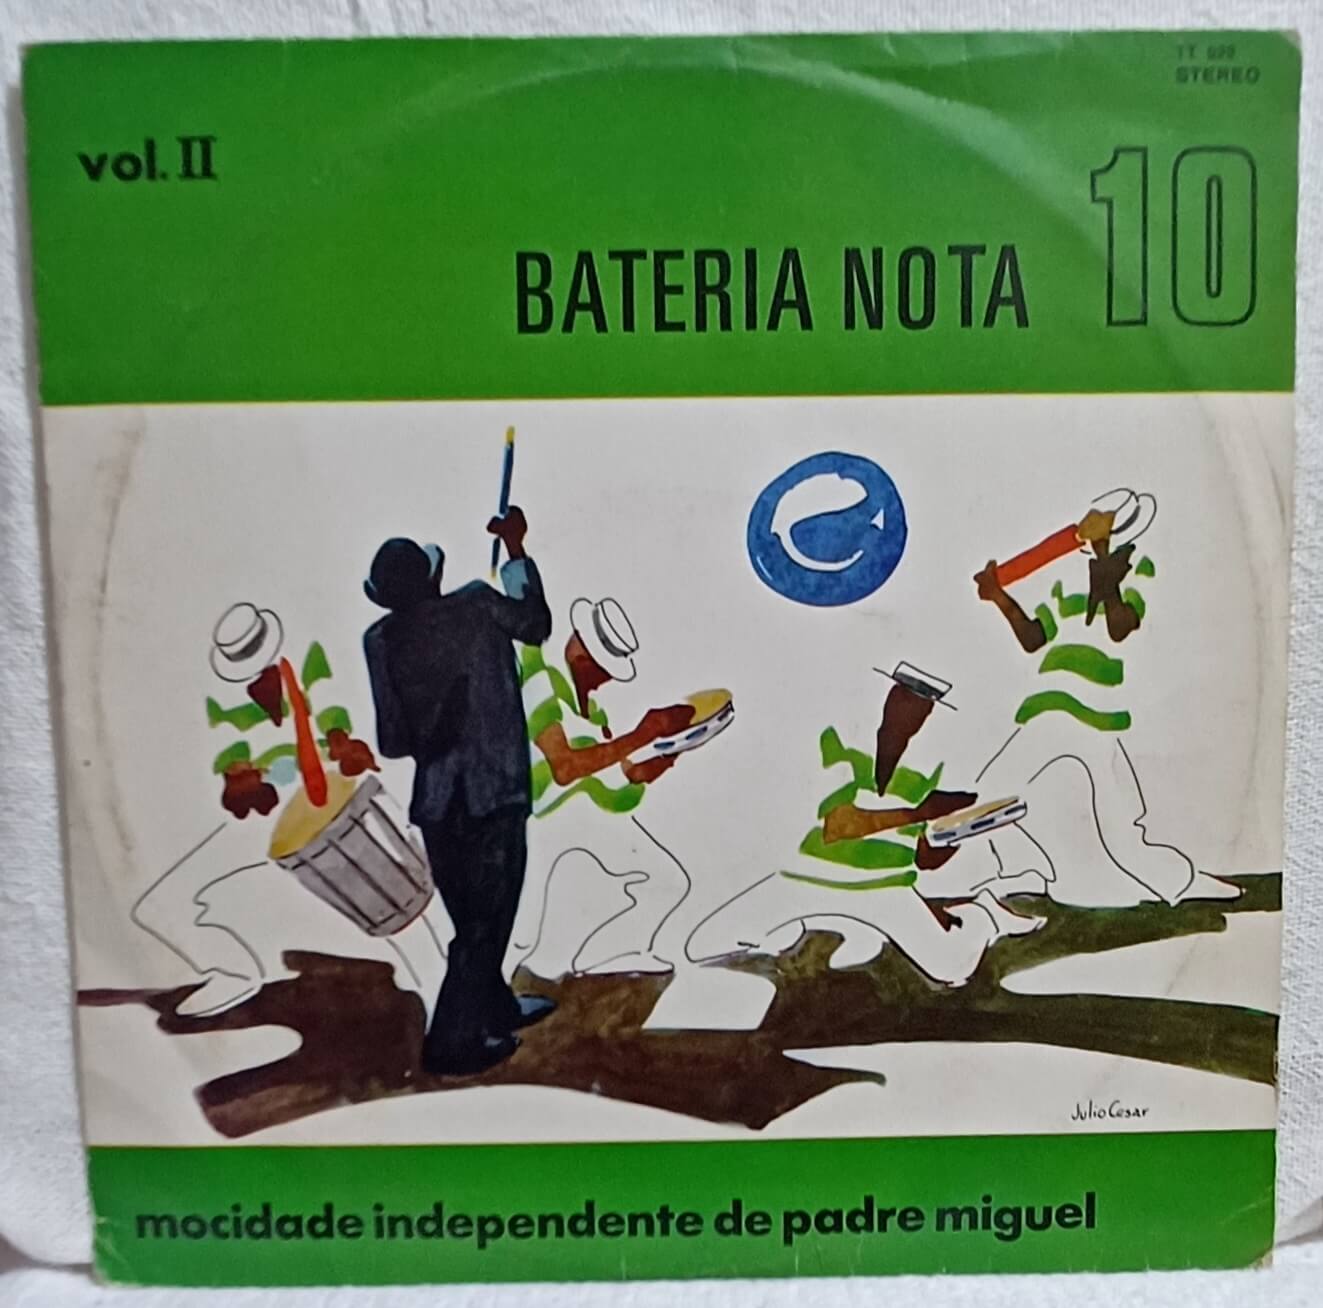 STEREO
vol. II
10
BATERIA NOTA
Julio Cesar
mocidade independente de padre miguel